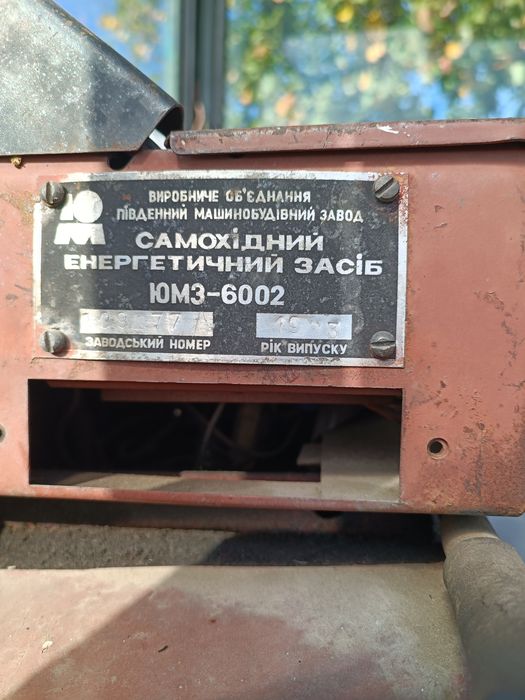 ВИРОБНИЧЕ ОБ'ЄДНАННЯ
ПІВДЕННИЙ МАШИНОБУДІВНИЙ ЗАВОД
САМОХІДНИЙ
ЕНЕРГЕТИЧНИЙ ЗАСІБ
ЮМЗ-6002
ЗАВОДСЬКИЙ НОМЕР РІК ВИПУСКУ